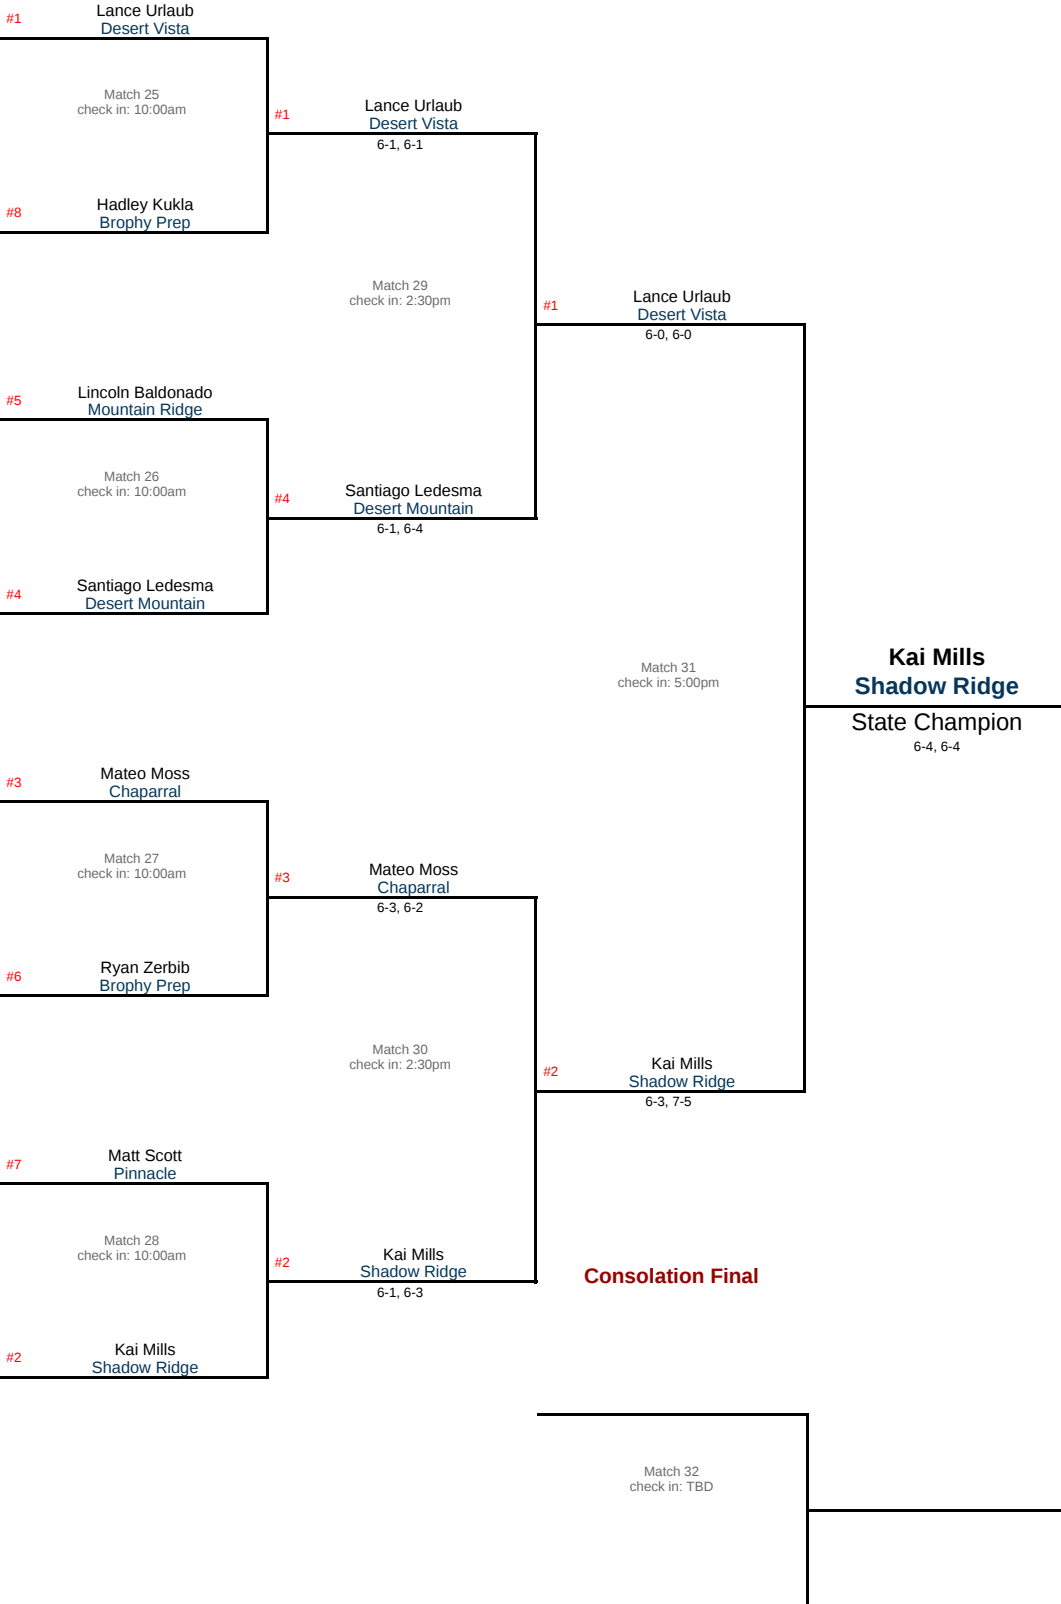 #1
Lance Urlaub
Desert Vista
Match 25
check in: 10:00am
#1
Lance Urlaub
Desert Vista
6-1, 6-1
#8
Hadley Kukla
Brophy Prep
Match 29
check in: 2:30pm
#1
Lance Urlaub
Desert Vista
6-0, 6-0
#5
Lincoln Baldonado
Mountain Ridge
Match 26
check in: 10:00am
#4
Santiago Ledesma
Desert Mountain
6-1, 6-4
#4
Santiago Ledesma
Desert Mountain
Match 31
check in: 5:00pm
Kai Mills
Shadow Ridge
State Champion
6-4, 6-4
#3
Mateo Moss
Chaparral
Match 27
check in: 10:00am
#3
Mateo Moss
Chaparral
6-3, 6-2
#6
Ryan Zerbib
Brophy Prep
Match 30
check in: 2:30pm
#2
Kai Mills
Shadow Ridge
6-3, 7-5
#7
Matt Scott
Pinnacle
Match 28
check in: 10:00am
#2
Kai Mills
Shadow Ridge
6-1, 6-3
Consolation Final
#2
Kai Mills
Shadow Ridge
Match 32
check in: TBD